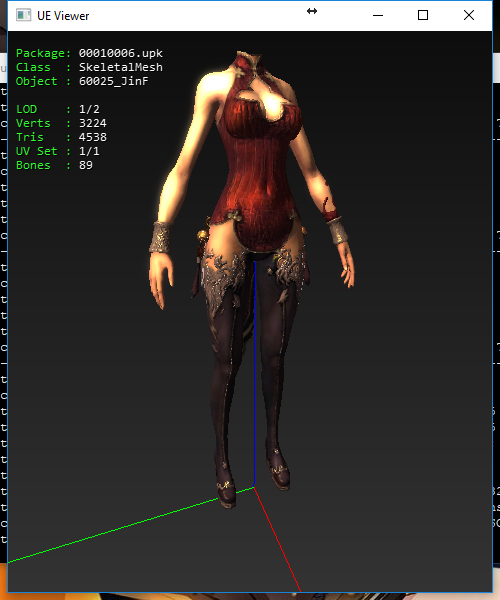 UE Viewer
Package: 00010006.upk
Class  : SkeletalMesh
Object : 60025_JinF
LOD    : 1/2
Verts  : 3224
Tris   : 4538
UV Set : 1/1
Bones  : 89